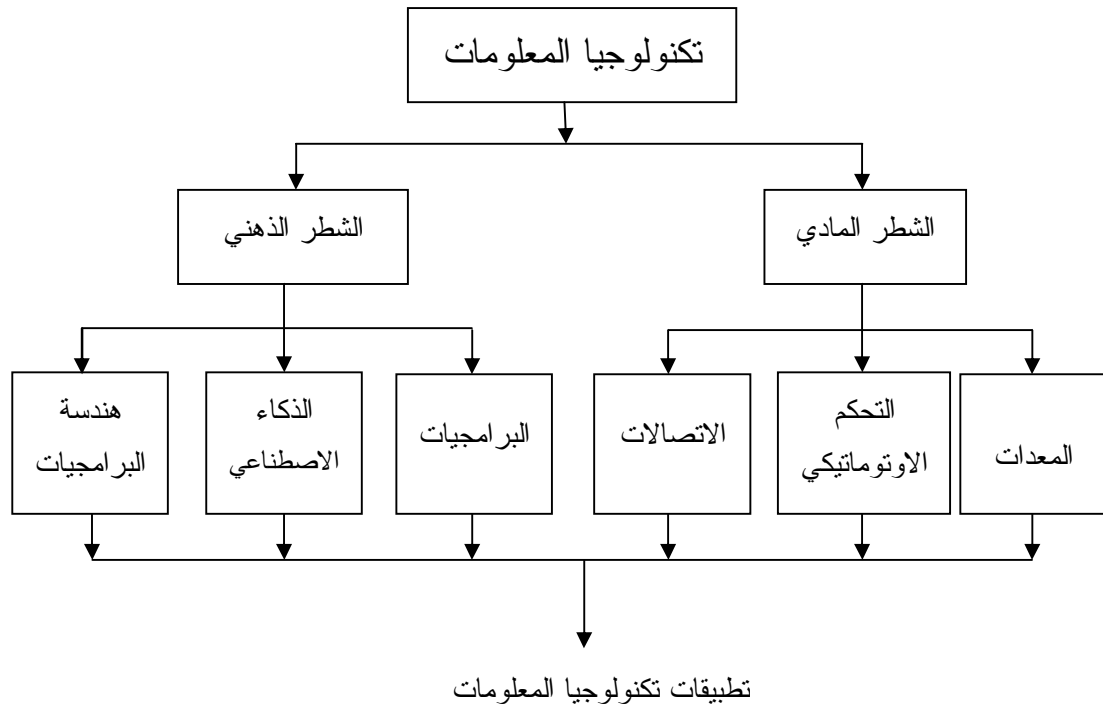 تكنولوجيا المعلومات
الشطر المادي
الشطر الذهني
المعدات
التحكم
الاوتوماتيكي
الاتصالات
البرامجيات
الذكاء
الاصطناعي
هندسة
البرامجيات
تطبيقات تكنولوجيا المعلومات